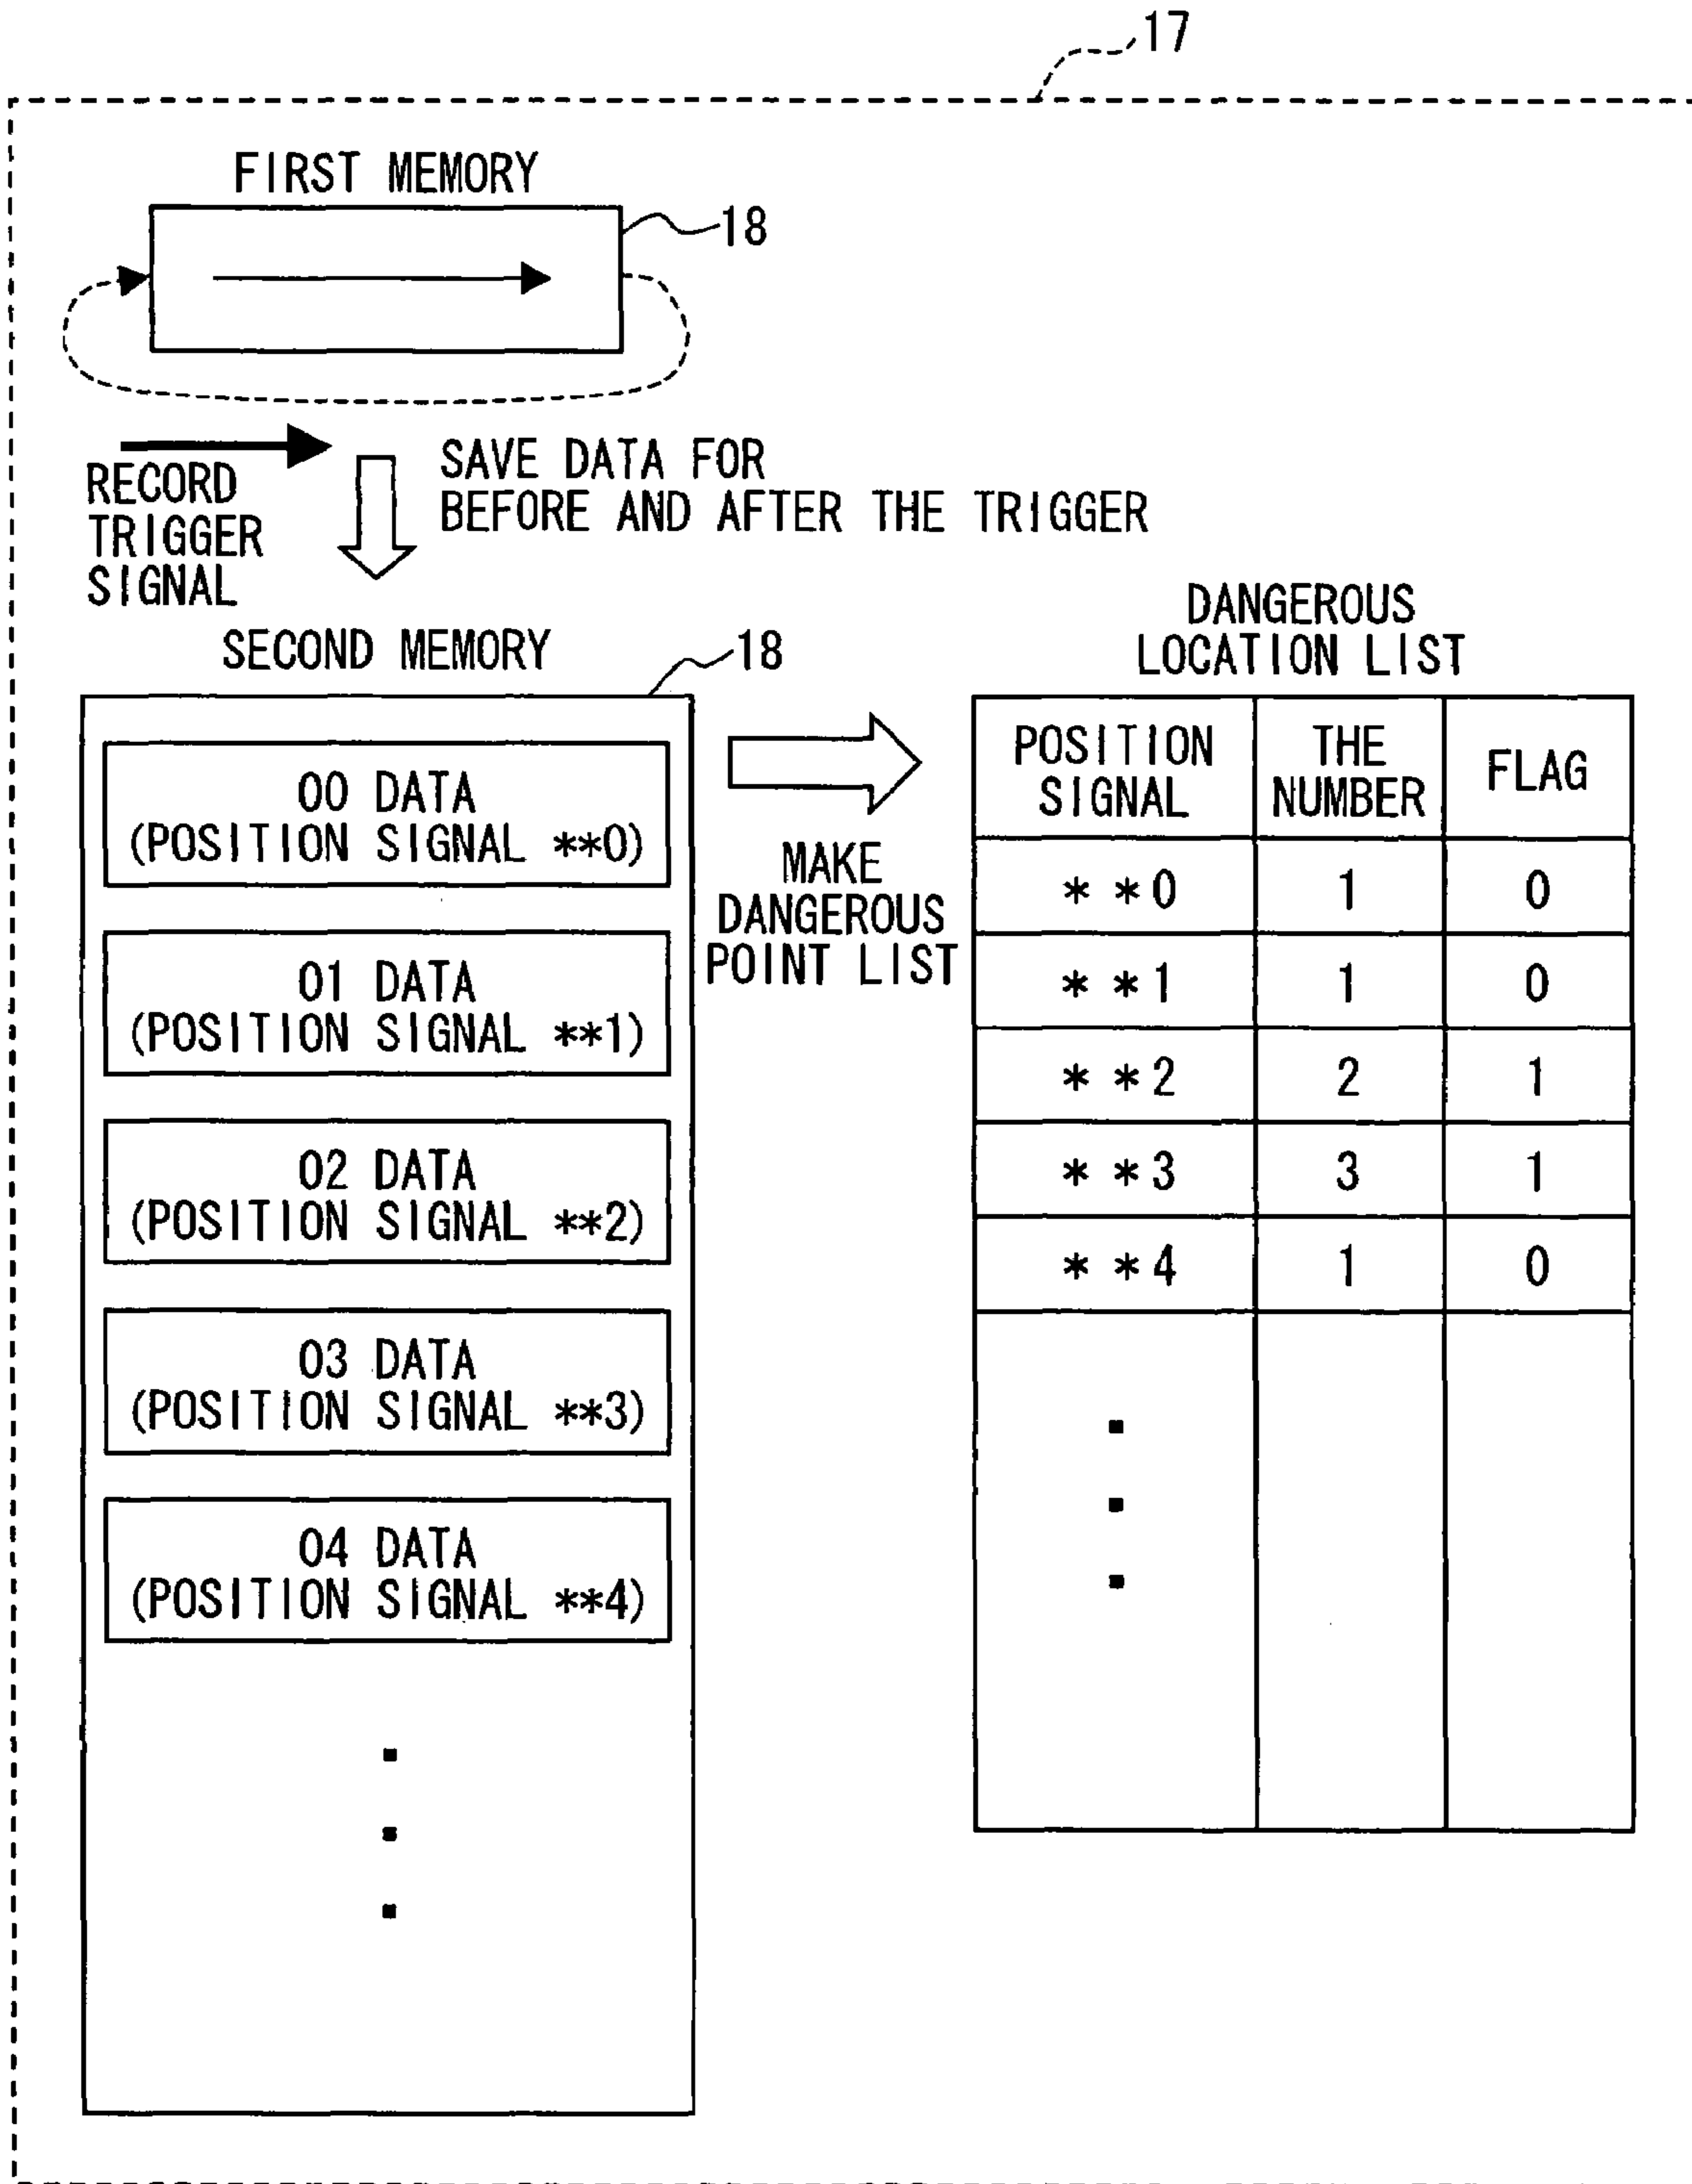 17
FIRST MEMORY
18
RECORD
TRIGGER
SIGNAL
SAVE DATA FOR
BEFORE AND AFTER THE TRIGGER
SECOND MEMORY
18
00 DATA
(POSITION SIGNAL **0)
01 DATA
(POSITION SIGNAL **1)
02 DATA
(POSITION SIGNAL **2)
03 DATA
(POSITION SIGNAL **3)
04 DATA
(POSITION SIGNAL **4)
MAKE
DANGEROUS
POINT LIST
DANGEROUS
LOCATION LIST
POSITION
SIGNAL
THE
NUMBER
FLAG
* *0 1 0
* *1 1 0
* *2 2 1
* *3 3 1
* *4 1 0